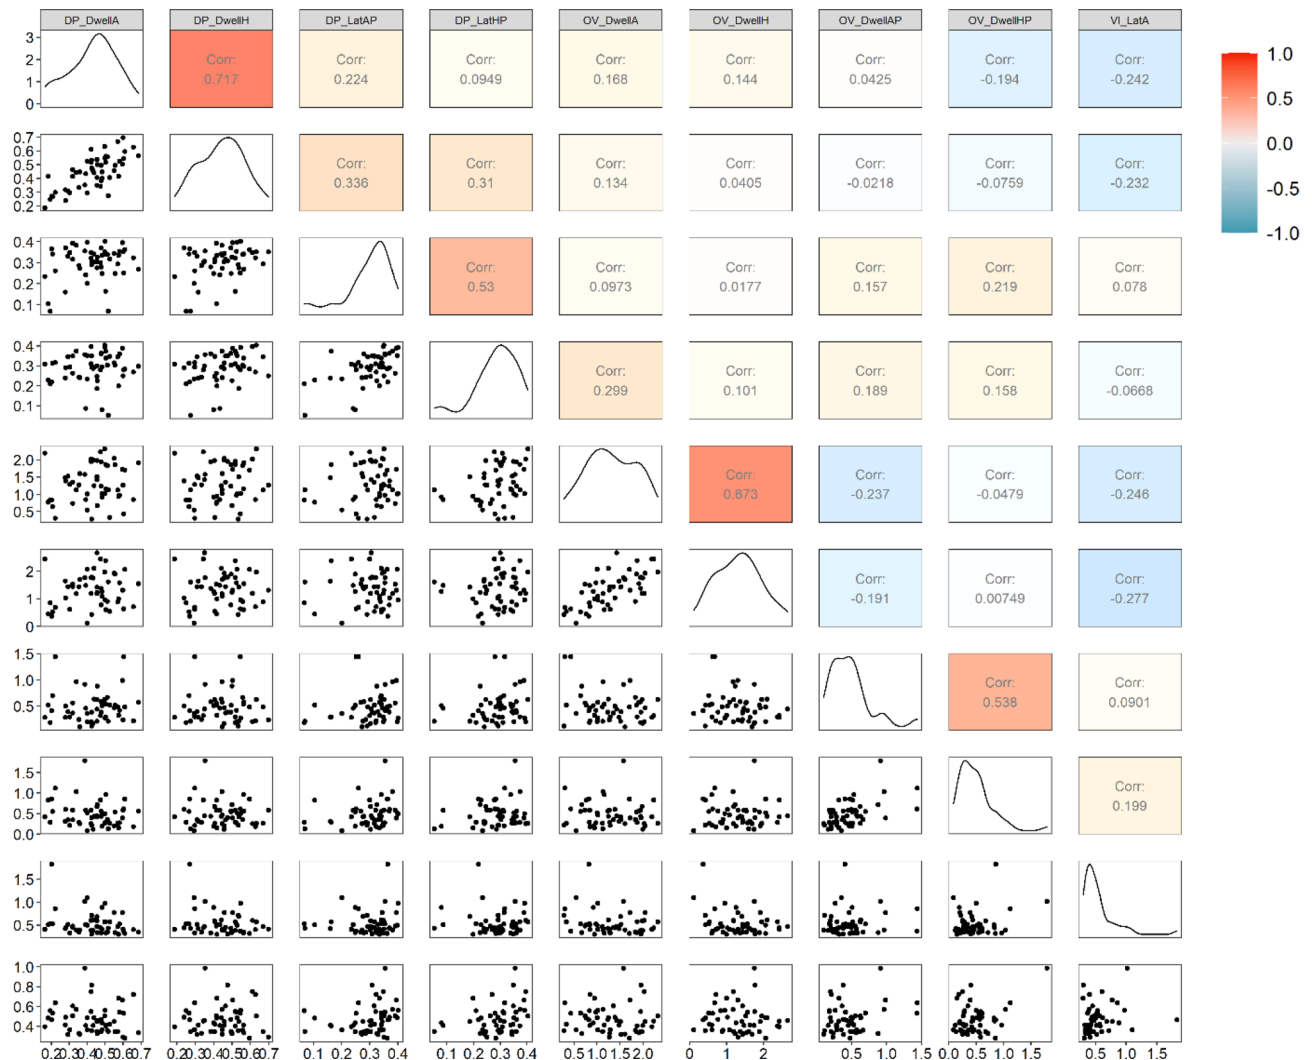 DP_DwellA DP_DwellH DP_LatAP DP_LatHP OV_DwellA OV_DwellH OV_DwellAP OV_DwellHP VI_LatA
3 Corr: Corr: Corr: Corr: Corr: Corr: Corr: Corr: 1.0
2 0.717 0.224 0.0949 0.168 0.144 0.0425 -0.194 -0.242 0.5
1
0 0.0
0.7 Corr: Corr: Corr: Corr: Corr: Corr: Corr:
0.6
0.5 0.336 0.31 0.134 0.0405 -0.0218 -0.0759 -0.232 -0.5
0.4
0.3
0.2 -1.0
0.4 Corr: Corr: Corr: Corr: Corr: Corr:
0.3 0.53 0.0973 0.0177 0.157 0.219 0.078
0.2
0.1
0.4 Corr: Corr: Corr: Corr: Corr:
0.3 0.299 0.101 0.189 0.158 -0.0668
0.2
0.1
2.0 Corr: Corr: Corr: Corr:
1.5 0.673 -0.237 -0.0479 -0.246
1.0
0.5
2 Corr: Corr: Corr:
1 -0.191 0.00749 -0.277
0
1.5 Corr: Corr:
1.0 0.538 0.0901
0.5
1.5 Corr:
1.0 0.199
0.5
0.0
1.5
1.0
0.5
1.0
0.8
0.6
0.4
0.2 0.3 0.4 0.5 0.6 0.7 0.2 0.3 0.4 0.5 0.6 0.7 0.1 0.2 0.3 0.4 0.1 0.2 0.3 0.4 0.5 1.0 1.5 2.0 0 1 2 0.5 1.0 1.5 0.0 0.5 1.0 1.5 0.5 1.0 1.5